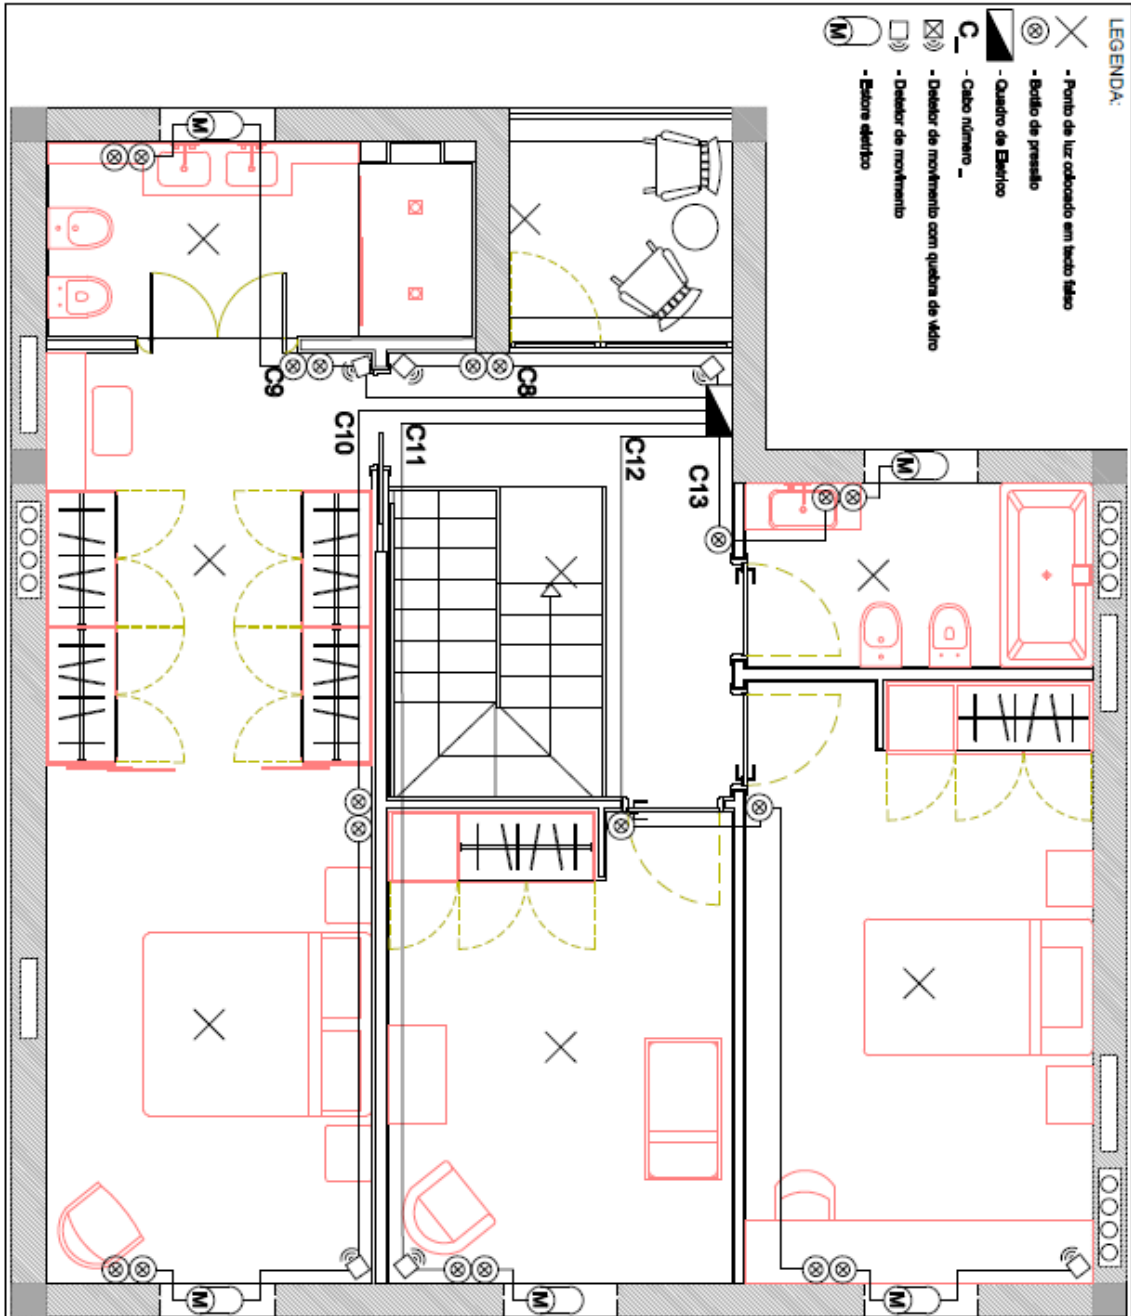 LEGENDA:
- Ponto de luz colocado em tecto falso
- Botão de pressão
- Quadro de Eletrico
C_ - Cabo número _
- Detetor de movimento com quebra de vidro
- Detetor de movimento
M - Estore eletrico
M
M
C9
C8
C10
C11
C12
C13
M
M
M